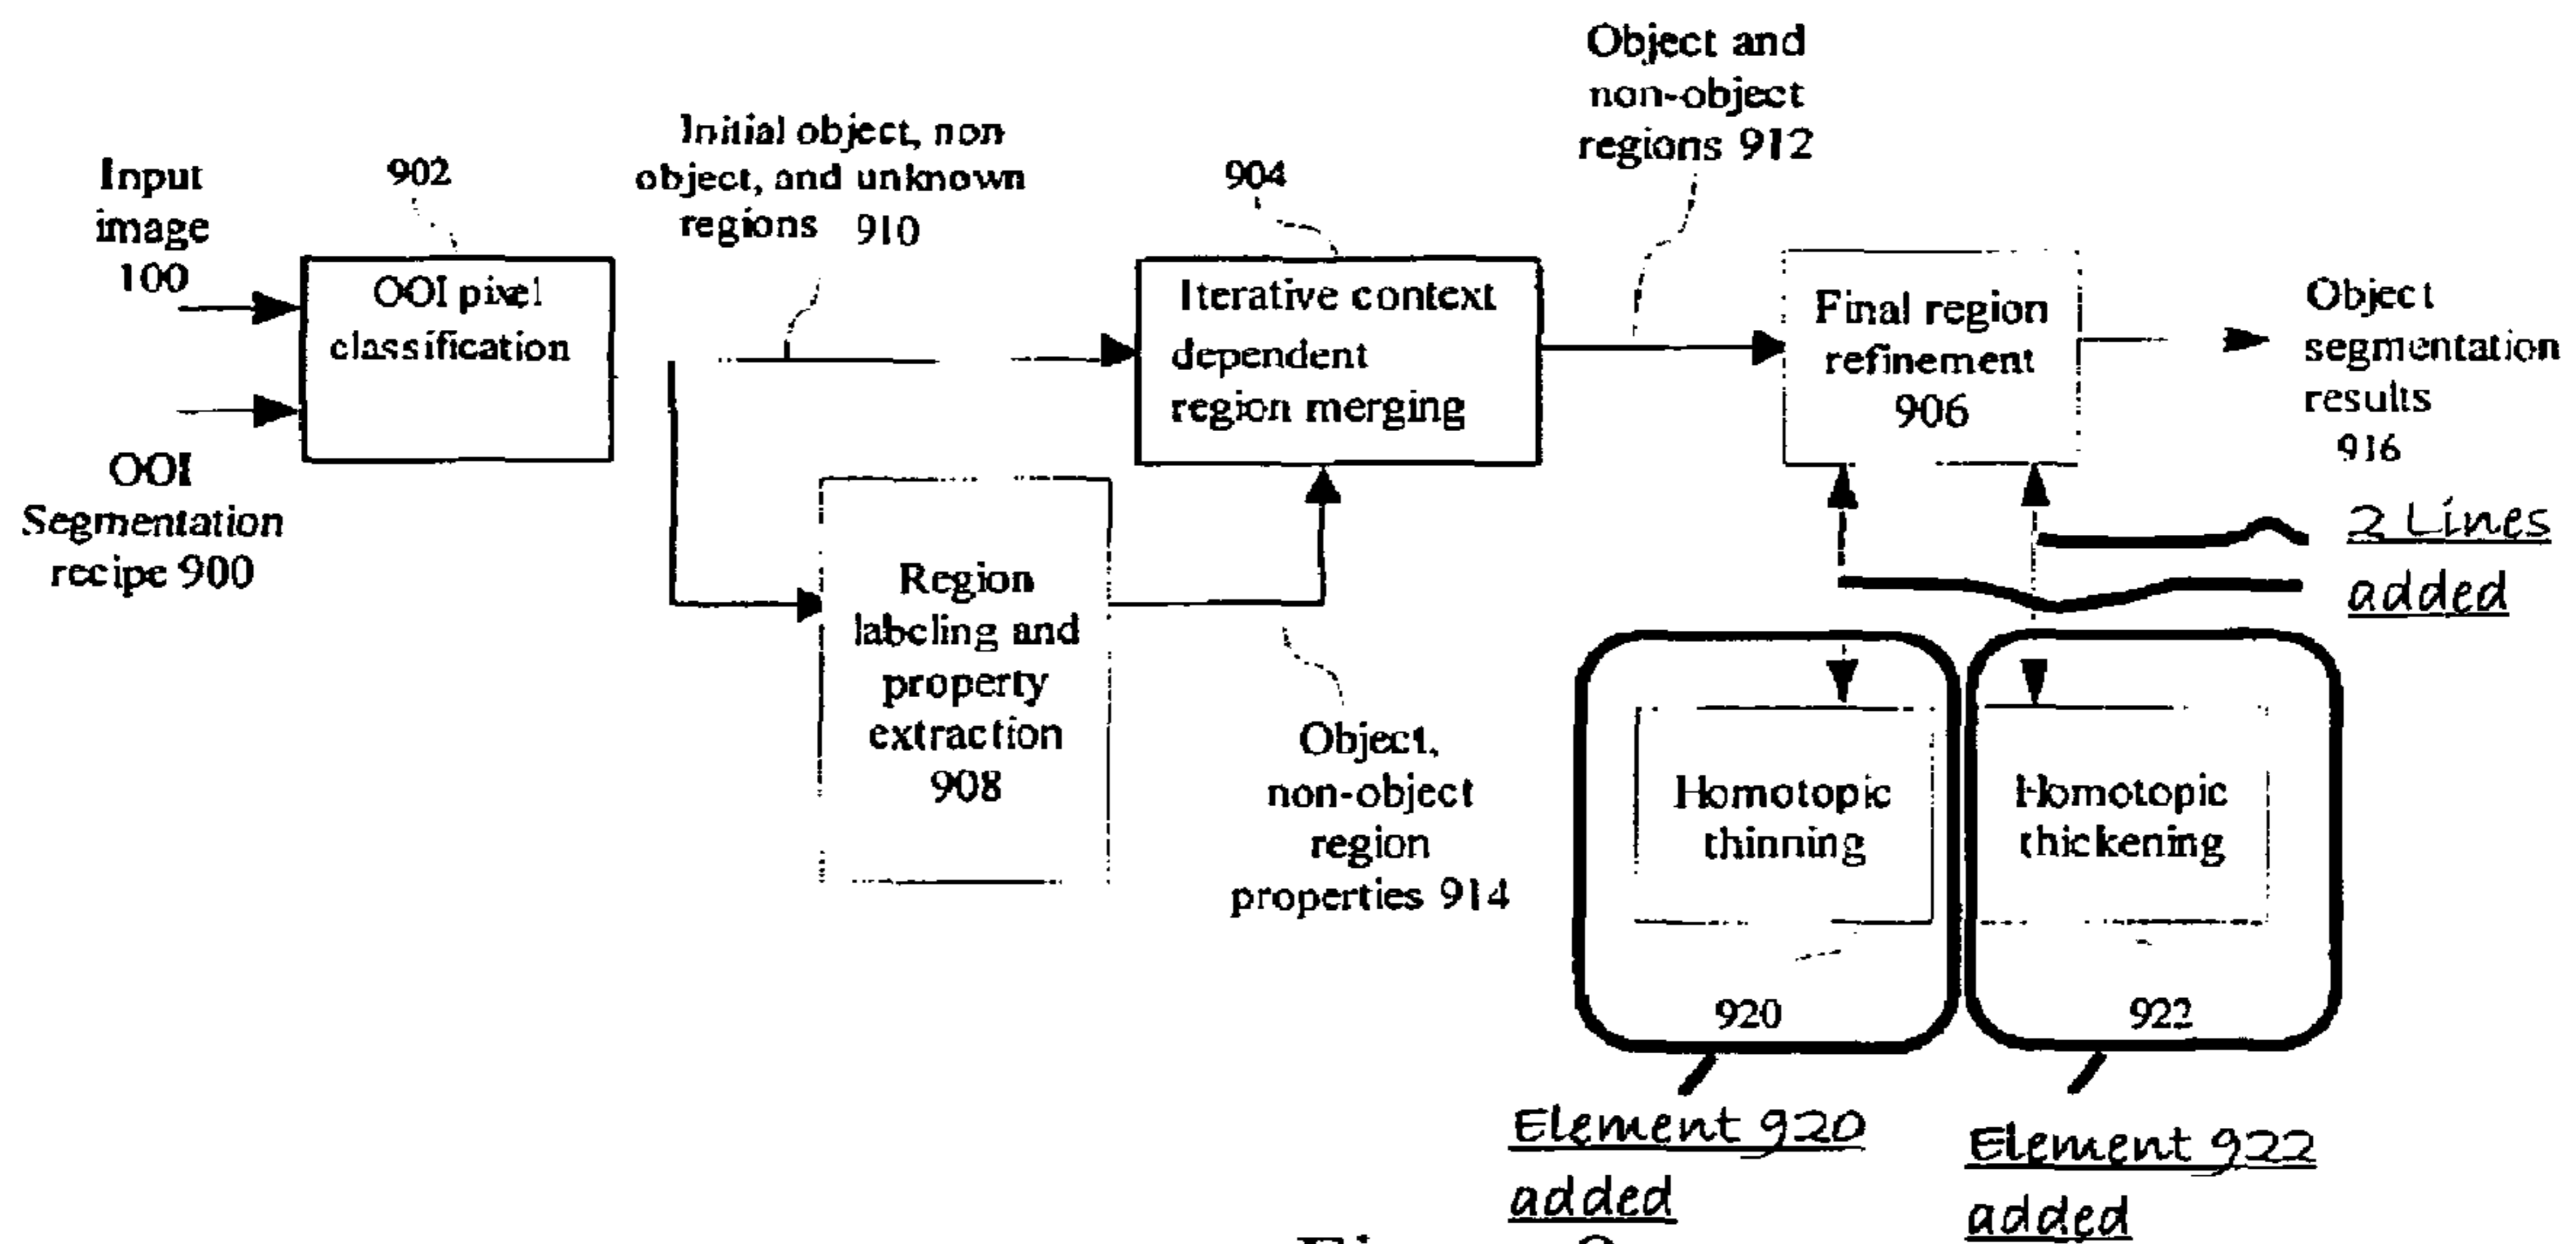 Input
image
100
OOI
Segmentation
recipe 900
902
OOI pixel
classification
Initial object, non
object, and unknown
regions 910
Region
labeling and
property
extraction
908
904
Iterative context
dependent
region merging
Object,
non-object
region
properties 914
Object and
non-object
regions 912
Final region
refinement
906
Object
segmentation
results
916
2 Lines
added
Homotopic
thinning
920
Homotopic
thickening
922
Element 920
added
Element 922
added